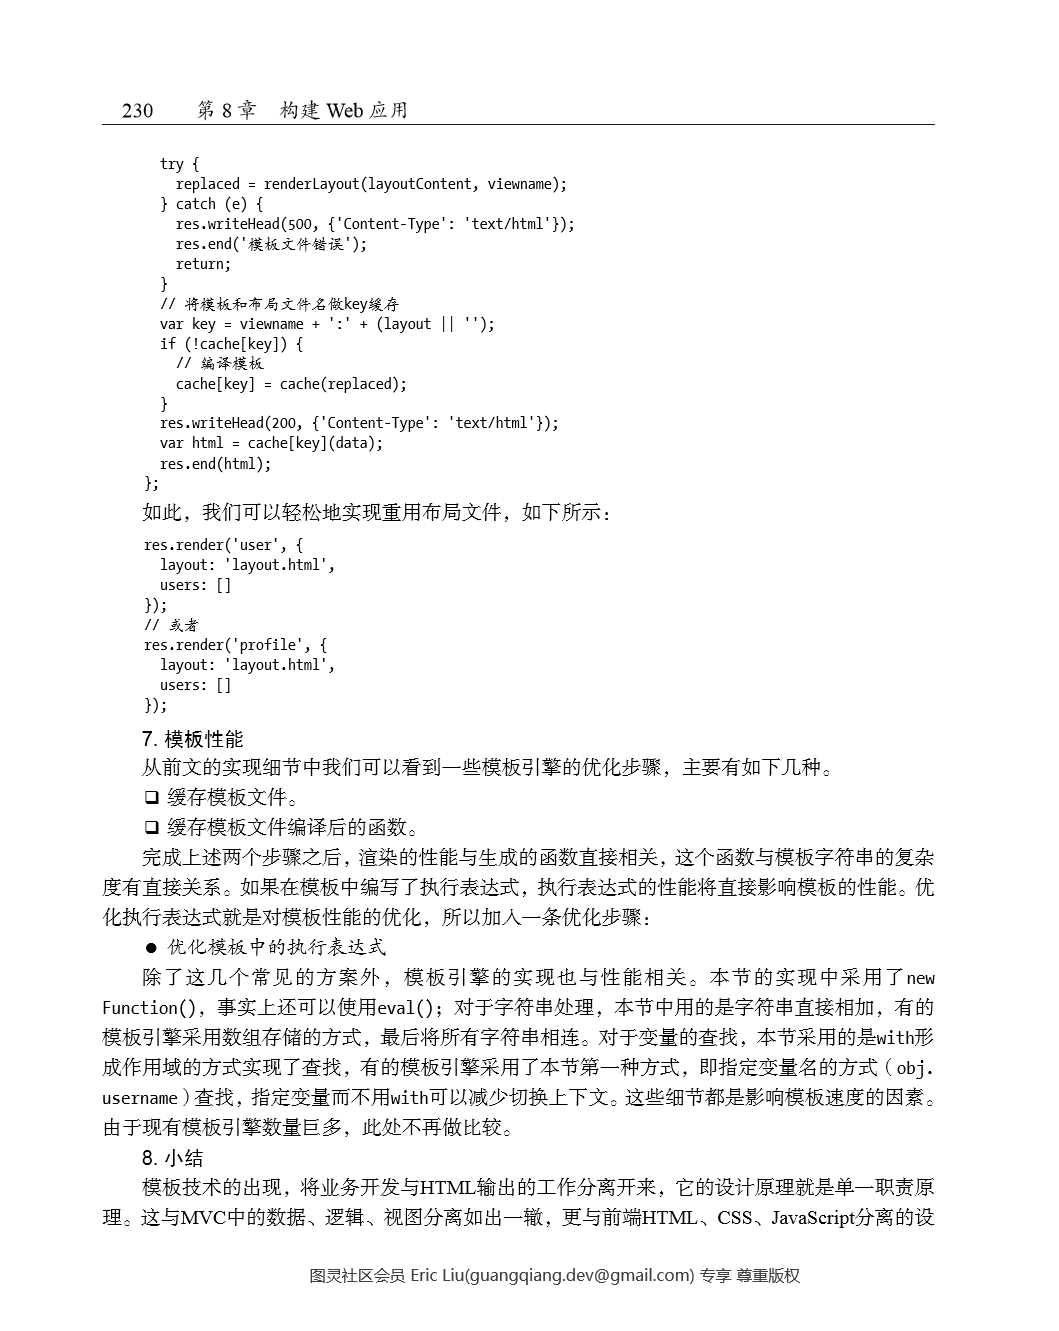 230 第 8 章 构建 Web 应用
try {
replaced = renderLayout(layoutContent, viewname);
} catch (e) {
res.writeHead(500, {'Content-Type': 'text/html'});
res.end('模板文件错误');
return;
}
// 将模板和布局文件名做key缓存
var key = viewname + ':' + (layout || '');
if (!cache[key]) {
// 编译模板
cache[key] = cache(replaced);
}
res.writeHead(200, {'Content-Type': 'text/html'});
var html = cache[key](data);
res.end(html);
};
如此，我们可以轻松地实现重用布局文件，如下所示：
res.render('user', {
layout: 'layout.html',
users: []
});
// 或者
res.render('profile', {
layout: 'layout.html',
users: []
});
7. 模板性能
从前文的实现细节中我们可以看到一些模板引擎的优化步骤，主要有如下几种。
❑ 缓存模板文件。
❑ 缓存模板文件编译后的函数。
完成上述两个步骤之后，渲染的性能与生成的函数直接相关，这个函数与模板字符串的复杂
度有直接关系。如果在模板中编写了执行表达式，执行表达式的性能将直接影响模板的性能。优
化执行表达式就是对模板性能的优化，所以加入一条优化步骤：
● 优化模板中的执行表达式
除了这几个常见的方案外，模板引擎的实现也与性能相关。本节的实现中采用了new
Function()，事实上还可以使用eval()；对于字符串处理，本节中用的是字符串直接相加，有的
模板引擎采用数组存储的方式，最后将所有字符串相连。对于变量的查找，本节采用的是with形
成作用域的方式实现了查找，有的模板引擎采用了本节第一种方式，即指定变量名的方式（obj.
username）查找，指定变量而不用with可以减少切换上下文。这些细节都是影响模板速度的因素。
由于现有模板引擎数量巨多，此处不再做比较。
8. 小结
模板技术的出现，将业务开发与HTML输出的工作分离开来，它的设计原理就是单一职责原
理。这与MVC中的数据、逻辑、视图分离如出一辙，更与前端HTML、CSS、JavaScript分离的设
图灵社区会员 Eric Liu(guangqiang.dev@gmail.com) 专享 尊重版权